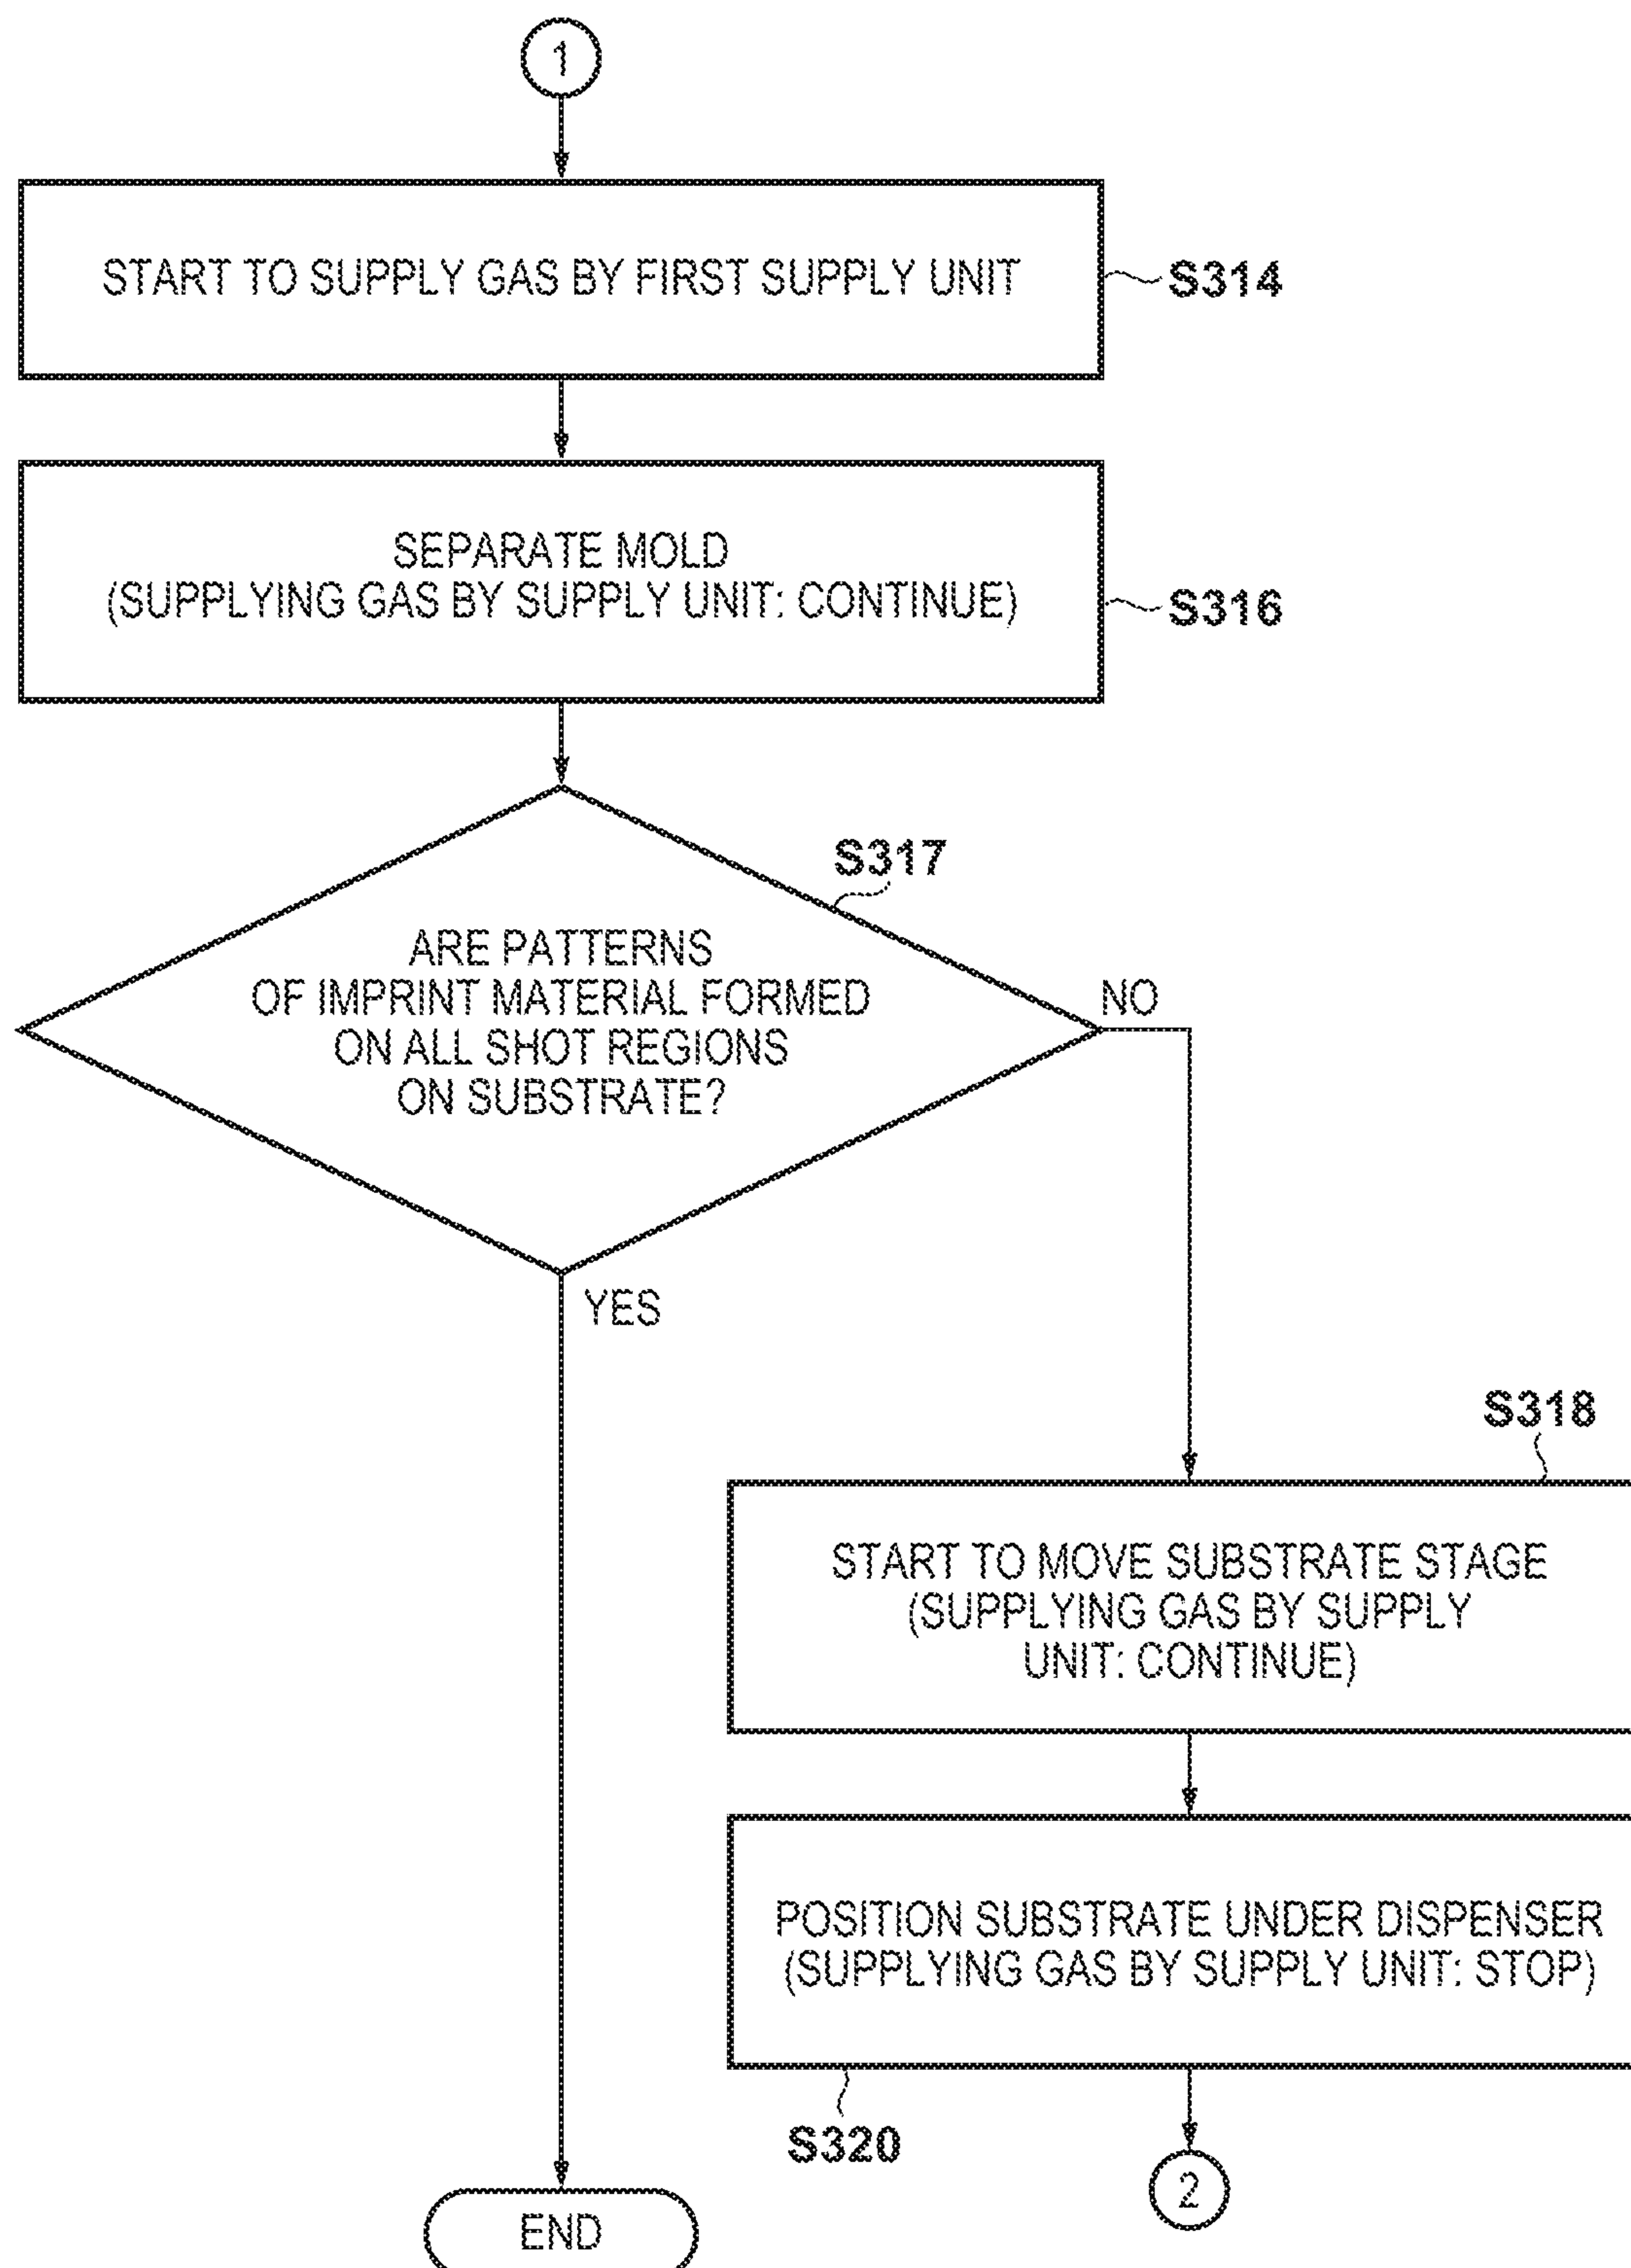 1
START TO SUPPLY GAS BY FIRST SUPPLY UNIT
S314
SEPARATE MOLD
(SUPPLYING GAS BY SUPPLY UNIT: CONTINUE)
S316
S317
ARE PATTERNS
OF IMPRINT MATERIAL FORMED
ON ALL SHOT REGIONS
ON SUBSTRATE?
NO
YES
S318
START TO MOVE SUBSTRATE STAGE
(SUPPLYING GAS BY SUPPLY
UNIT: CONTINUE)
POSITION SUBSTRATE UNDER DISPENSER
(SUPPLYING GAS BY SUPPLY UNIT: STOP)
S320
2
END